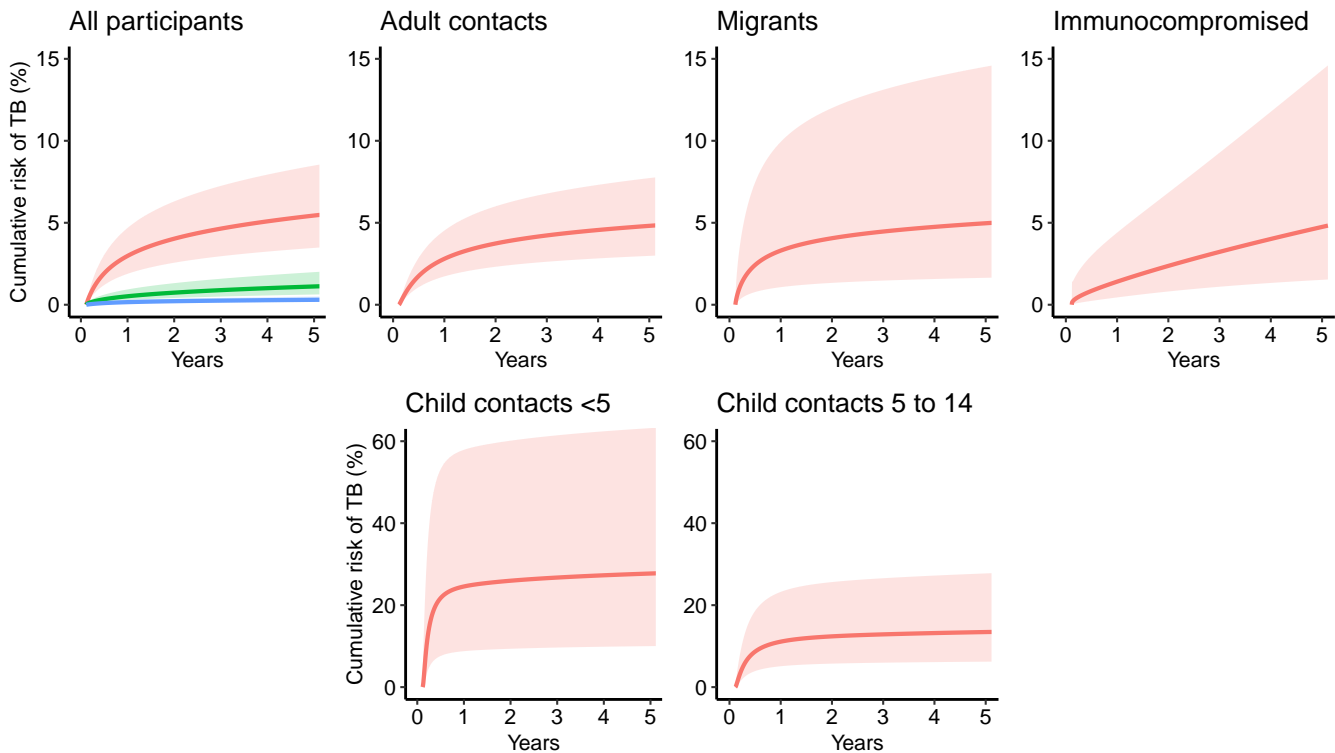 All participants
Adult contacts
Migrants
Immunocompromised
Cumulative risk of TB (%)
15
10
5
0
0 1 2 3 4 5
Years
15
10
5
0
0 1 2 3 4 5
Years
15
10
5
0
0 1 2 3 4 5
Years
15
10
5
0
0 1 2 3 4 5
Years
Child contacts <5
Child contacts 5 to 14
Cumulative risk of TB (%)
60
40
20
0
0 1 2 3 4 5
Years
60
40
20
0
0 1 2 3 4 5
Years